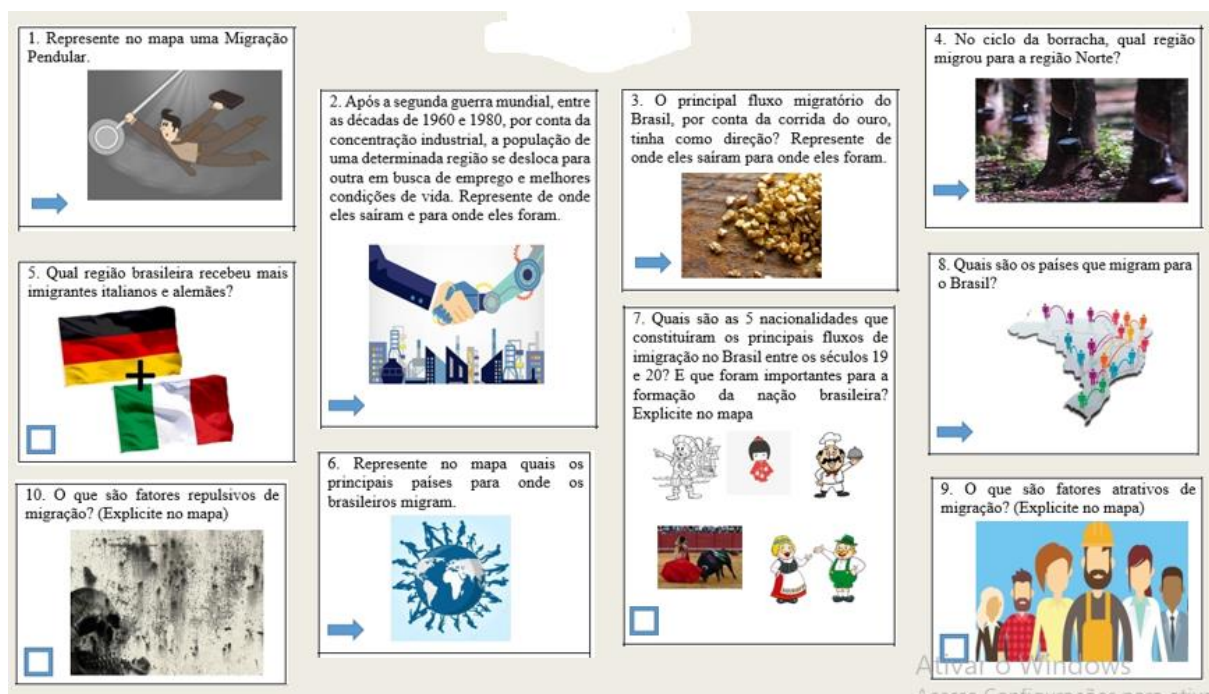 1. Represente no mapa uma Migração
Pendular.
2. Após a segunda guerra mundial, entre
as décadas de 1960 e 1980, por conta da
concentração industrial, a população de
uma determinada região se desloca para
outra em busca de emprego e melhores
condições de vida. Represente de onde
eles saíram e para onde eles foram.
3. O principal fluxo migratório do
Brasil, por conta da corrida do ouro,
tinha como direção? Represente de
onde eles saíram para onde eles foram.
4. No ciclo da borracha, qual região
migrou para a região Norte?
5. Qual região brasileira recebeu mais
imigrantes italianos e alemães?
6. Represente no mapa quais os
principais países para onde os
brasileiros migram.
7. Quais são as 5 nacionalidades que
constituíram os principais fluxos de
imigração no Brasil entre os séculos 19
e 20? E que foram importantes para a
formação da nação brasileira?
Explicite no mapa
8. Quais são os países que migram para
o Brasil?
9. O que são fatores atrativos de
migração? (Explicite no mapa)
10. O que são fatores repulsivos de
migração? (Explicite no mapa)
Ativar o Windows